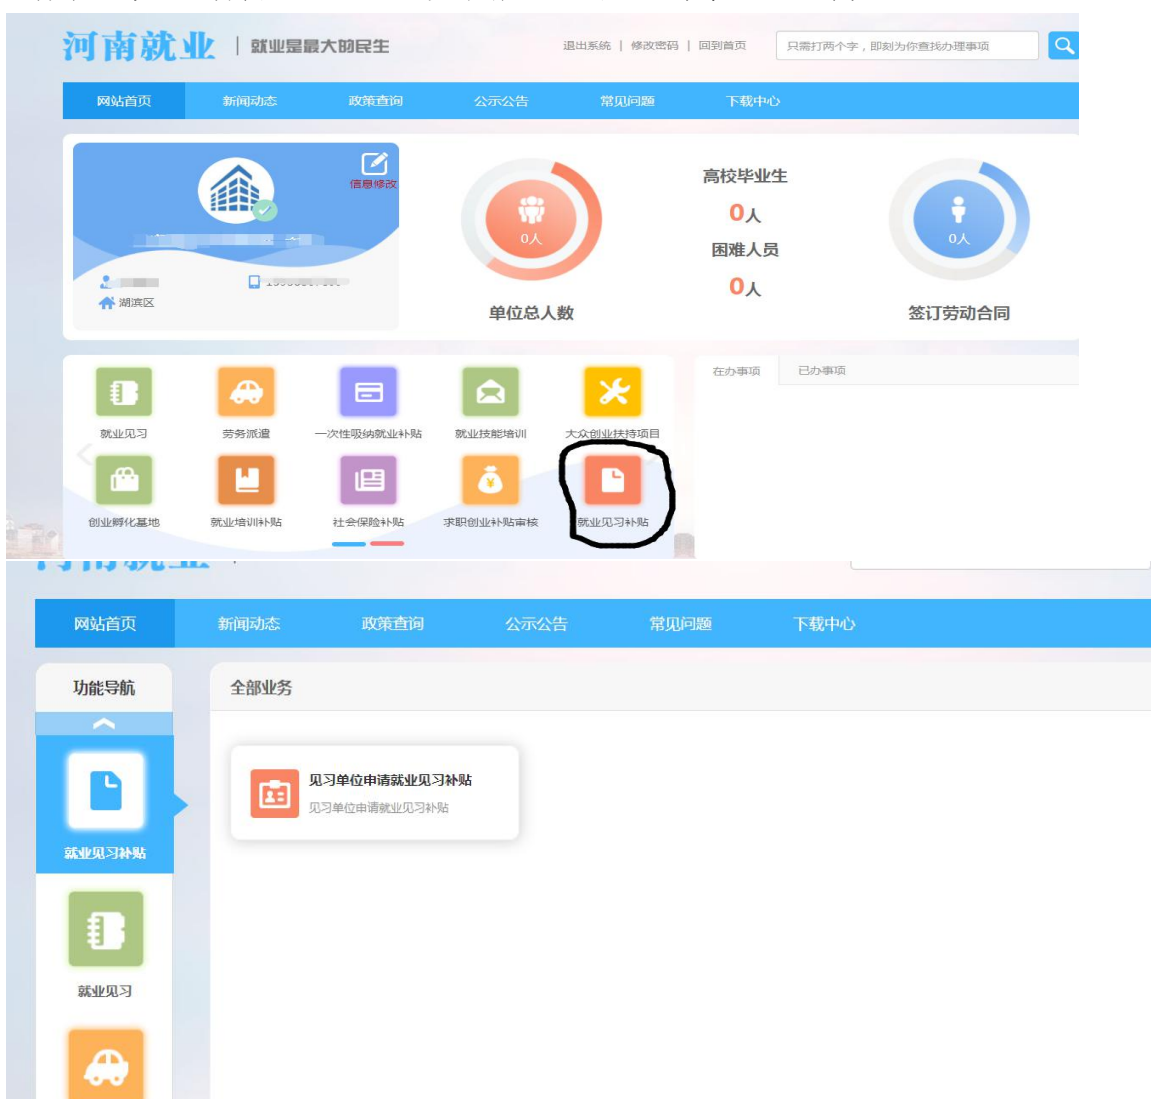 河南就业 就业是最大的民生 退出系统 | 修改密码 | 回到首页 只需打两个字，即刻为你查找办理事项
网站首页 新闻动态 政策查询 公示公告 常见问题 下载中心
信息修改
湖滨区
0人
单位总人数
高校毕业生
0人
困难人员
0人
0人
签订劳动合同
就业见习 劳务派遣 一次性吸纳就业补贴 就业技能培训 大众创业扶持项目
创业孵化基地 就业培训补贴 社会保险补贴 求职创业补贴审核 就业见习补贴
在办事项 已办事项
网站首页 新闻动态 政策查询 公示公告 常见问题 下载中心
功能导航
就业见习补贴
就业见习
全部业务
见习单位申请就业见习补贴
见习单位申请就业见习补贴